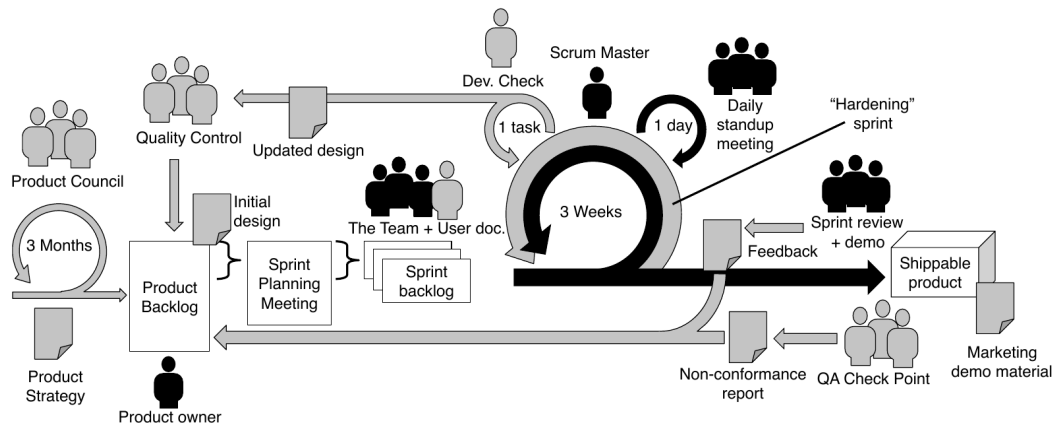 Scrum Master
Dev. Check
Daily
standup
meeting
“Hardening”
sprint
1 task
1 day
Quality Control
Updated design
Product Council
Initial
design
The Team + User doc.
3 Weeks
Sprint review
+ demo
Feedback
3 Months
Product
Backlog
Sprint
Planning
Meeting
Sprint
backlog
Shippable
product
Product
Strategy
Product owner
Non-conformance
report
QA Check Point
Marketing
demo material